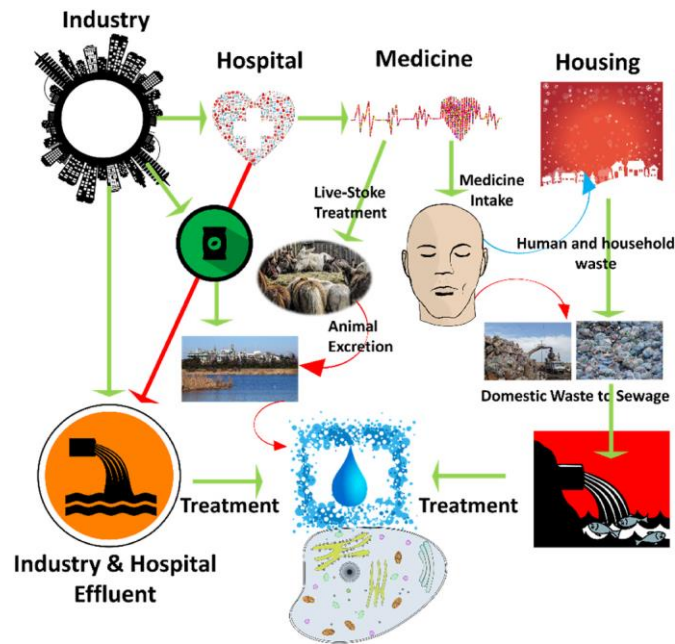 Industry
Hospital
Medicine
Housing
Live-Stoke
Treatment
Medicine
Intake
Human and household
waste
Animal
Excretion
Domestic Waste to Sewage
Treatment
Treatment
Industry & Hospital
Effluent